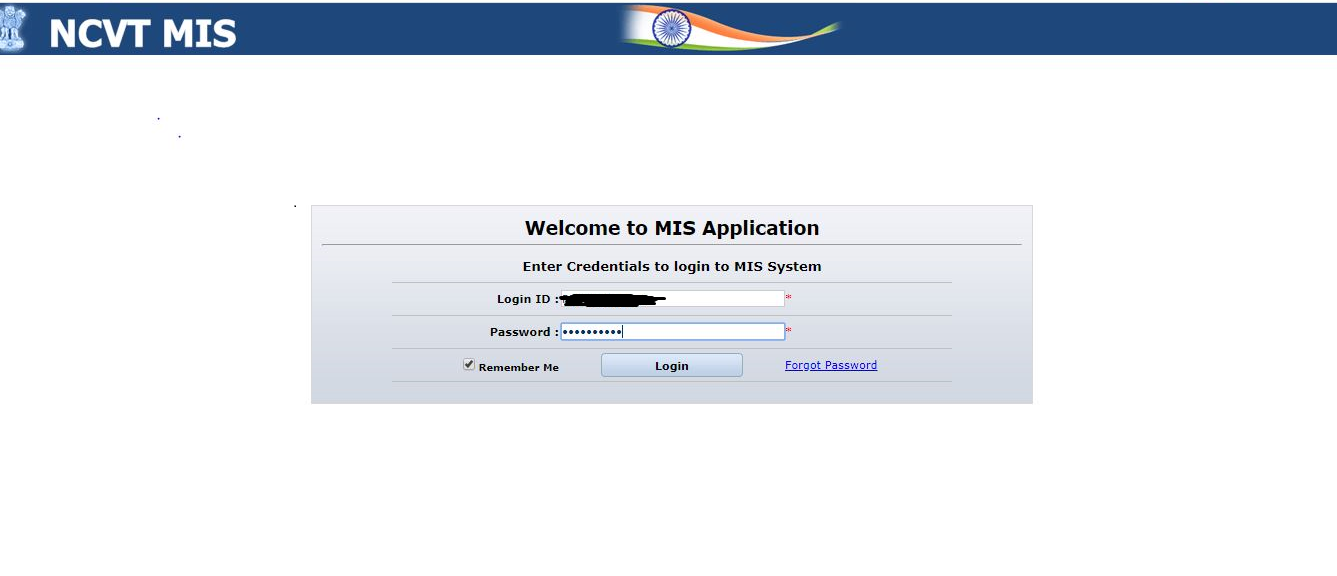 NCVT MIS
Welcome to MIS Application
Enter Credentials to login to MIS System
Login ID : *
Password : •••••••••• *
Remember Me Login Forgot Password